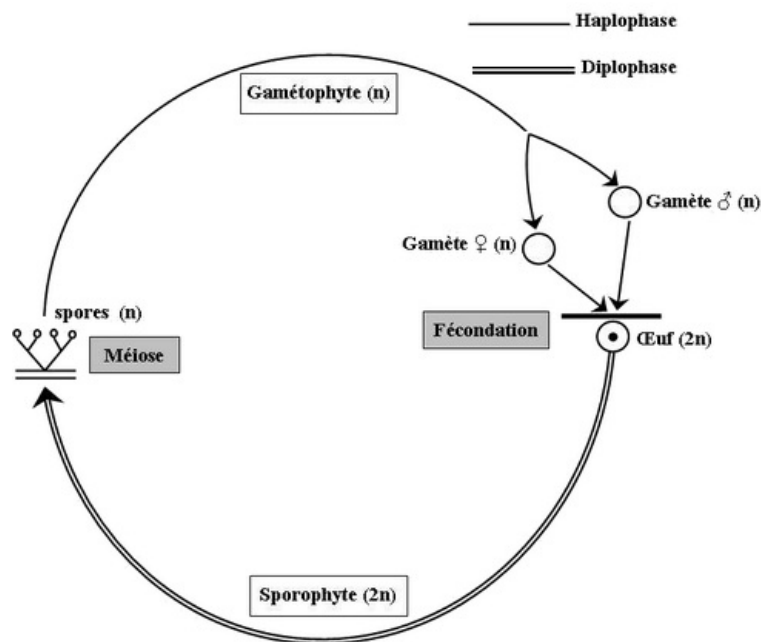 Haplophase
Diplophase
Gamétophyte (n)
Gamète ♂ (n)
Gamète ♀ (n)
spores (n)
Méiose
Fécondation
Œuf (2n)
Sporophyte (2n)